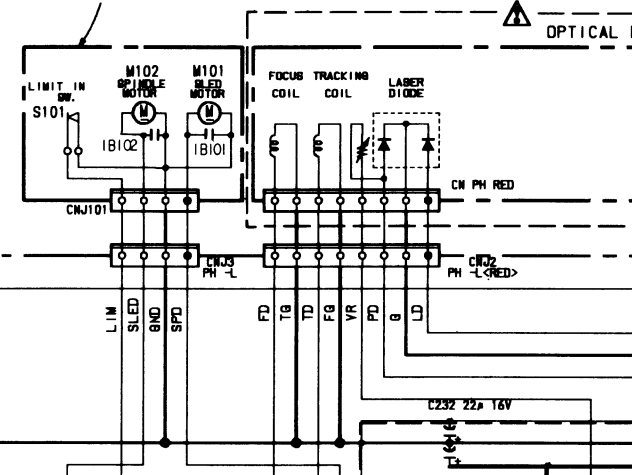 OPTICAL
M102 SPINDLE MOTOR
M101 SLED MOTOR
FOCUS COIL
TRACKING COIL
LASER DIODE
LIMIT IN SW.
S101
1B102
1B101
CNJ101
CN PH RED
CNJ3
PH -L
CNJ2
PH -L<RED>
LIM
SLED
GND
SPD
FD
TG
TD
FG
VR
PD
G
LD
C232 22µ 16V